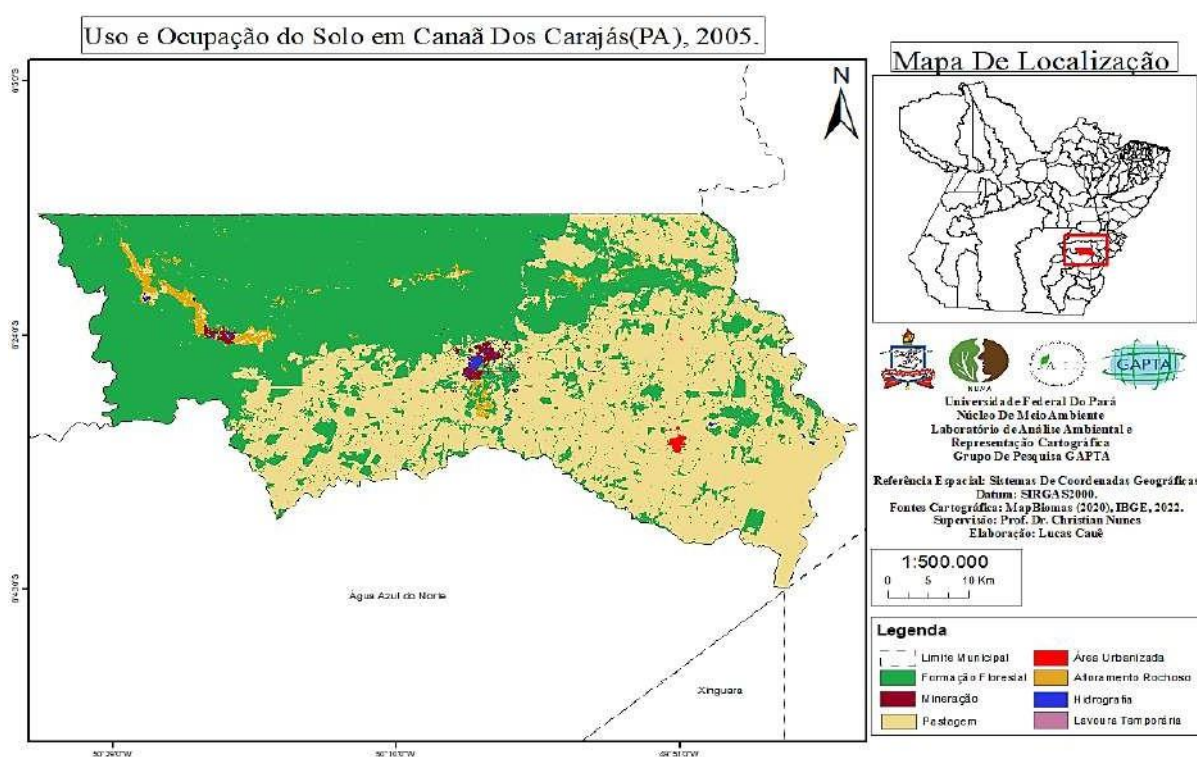 Uso e Ocupação do Solo em Canaã Dos Carajás(PA), 2005.
N
Água Azul do Norte
Xinguara
Mapa De Localização
NUMA
GAPTA
Universidade Federal Do Pará
Núcleo De Meio Ambiente
Laboratório de Análise Ambiental e
Representação Cartográfica
Grupo De Pesquisa GAPTA
Referência Espacial: Sistemas De Coordenadas Geográficas
Datum: SIRGAS2000.
Fontes Cartográfica: MapBiomas (2020), IBGE, 2022.
Supervisão: Prof. Dr. Christian Nunes
Elaboração: Lucas Cauê
1:500.000
0 5 10 Km
Legenda
Limite Municipal
Formação Florestal
Mineração
Pastagem
Área Urbanizada
Afloramento Rochoso
Hidrografia
Lavoura Temporária